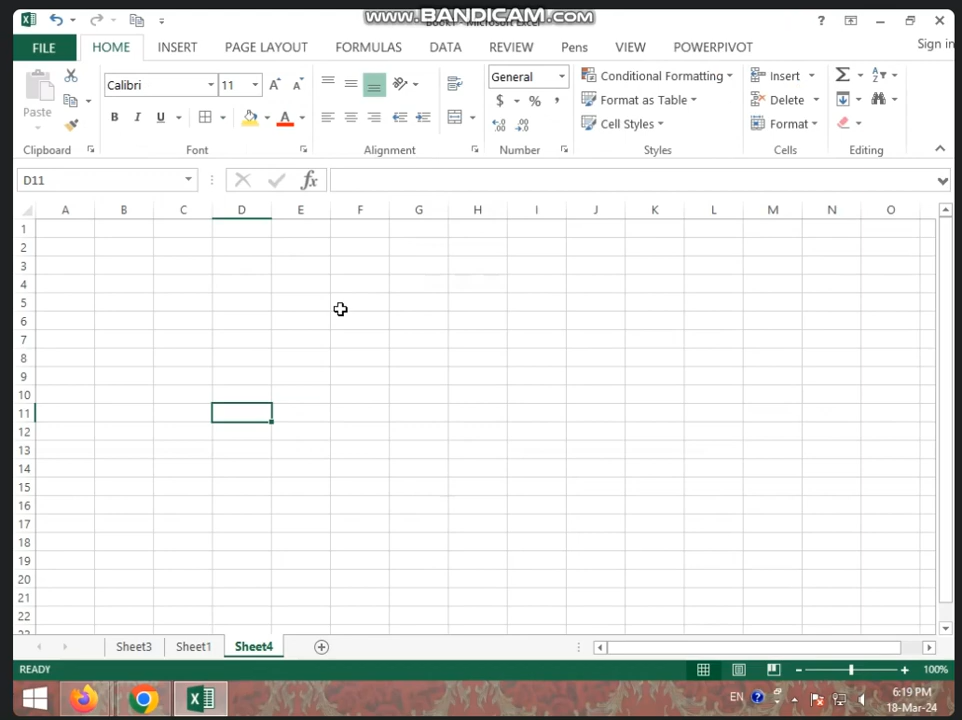 www.BANDICAM.com
FILE HOME INSERT PAGE LAYOUT FORMULAS DATA REVIEW Pens VIEW POWERPIVOT Sign in
Paste
Calibri 11
B I U A
General
$ % ,
Conditional Formatting
Format as Table
Cell Styles
Insert
Delete
Format
Clipboard Font Alignment Number Styles Cells Editing
D11 fx
A B C D E F G H I J K L M N O
1
2
3
4
5
6
7
8
9
10
11
12
13
14
15
16
17
18
19
20
21
22
Sheet3 Sheet1 Sheet4
READY 100%
EN 6:19 PM
18-Mar-24